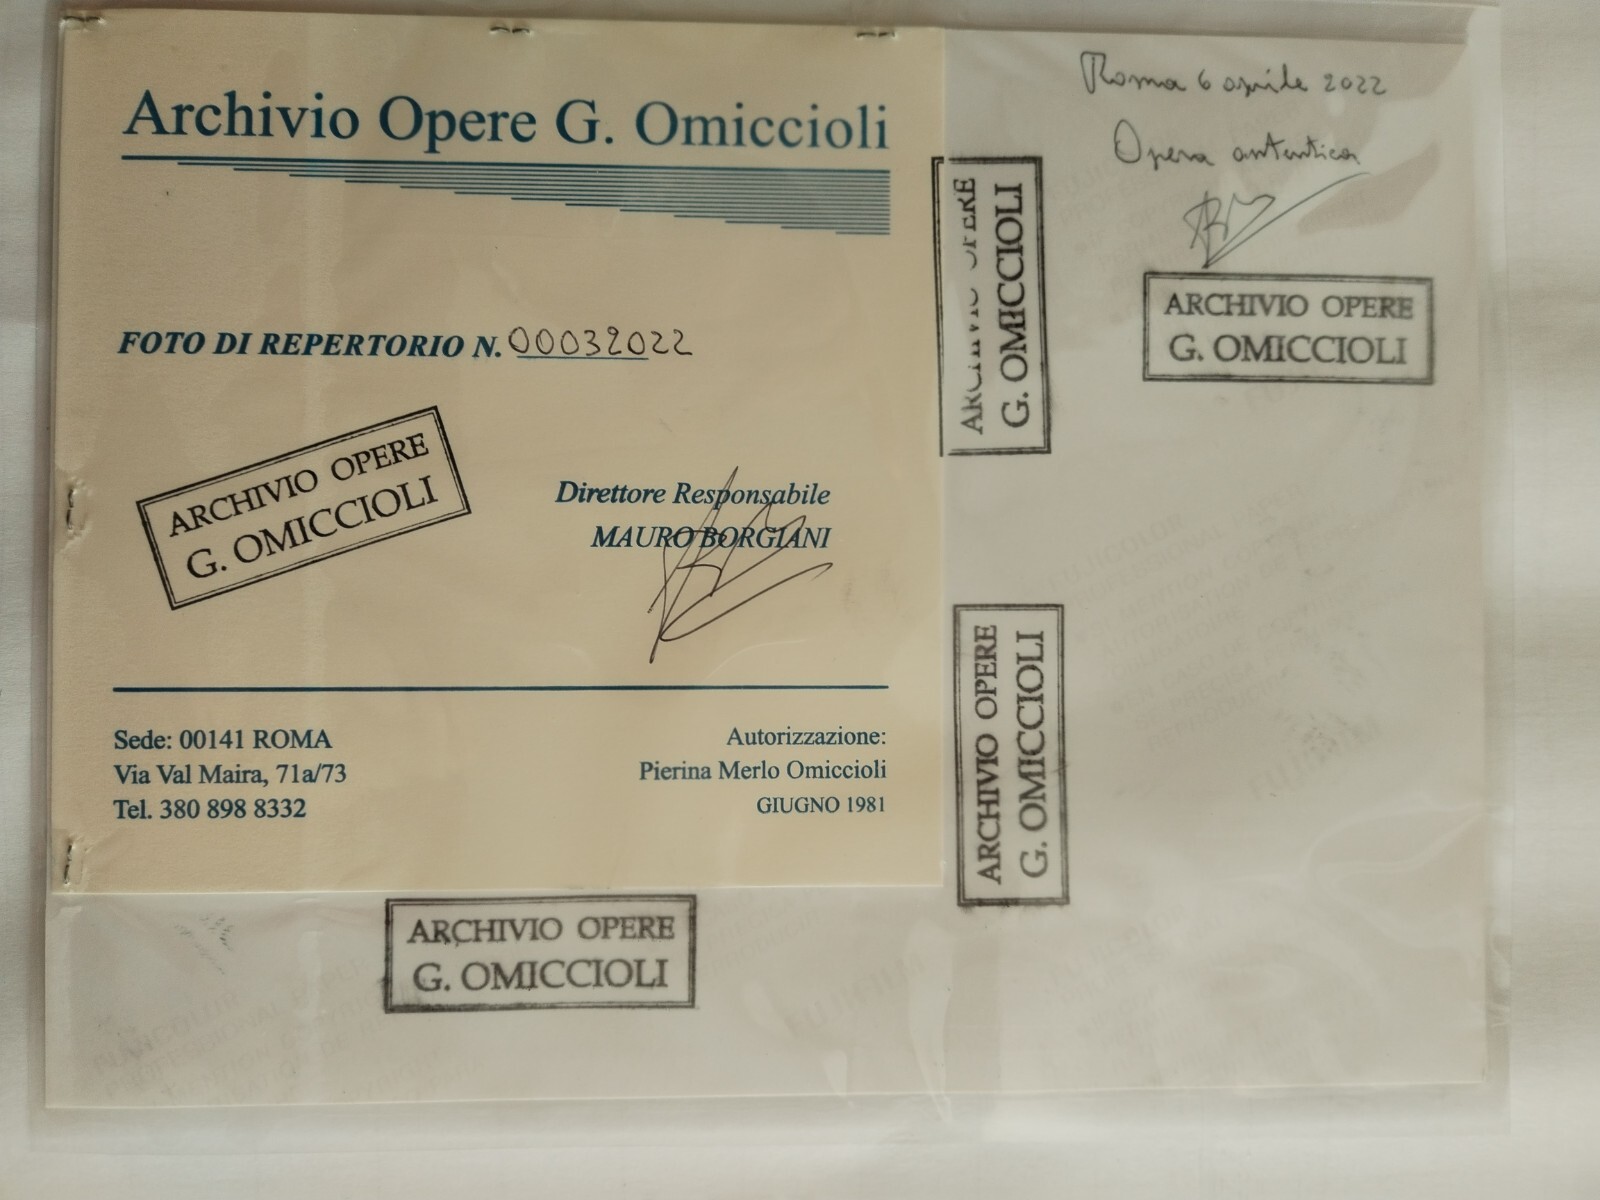 Archivio Opere G. Omiccioli
FOTO DI REPERTORIO N. 00032022
ARCHIVIO OPERE
G. OMICCIOLI
Direttore Responsabile
MAURO BORGIANI
Sede: 00141 ROMA
Via Val Maira, 71a/73
Tel. 380 898 8332
Autorizzazione:
Pierina Merlo Omiccioli
GIUGNO 1981
Roma 6 aprile 2022
Opera autentica
ARCHIVIO OPERE
G. OMICCIOLI
ARCHIVIO OPERE
G. OMICCIOLI
ARCHIVIO OPERE
G. OMICCIOLI
ARCHIVIO OPERE
G. OMICCIOLI